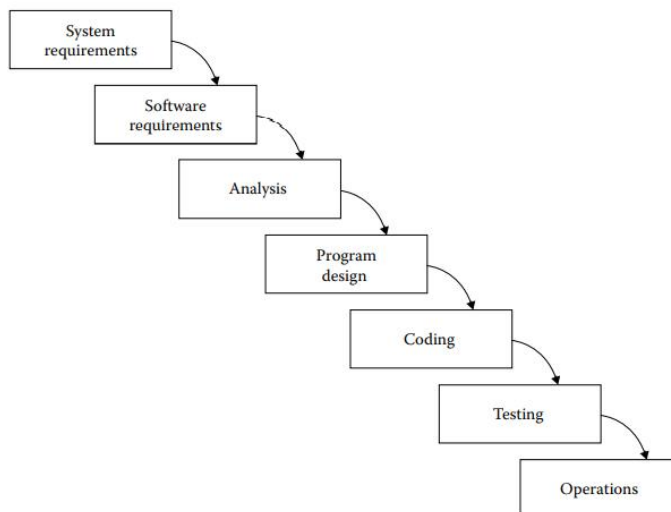 System
requirements
Software
requirements
Analysis
Program
design
Coding
Testing
Operations